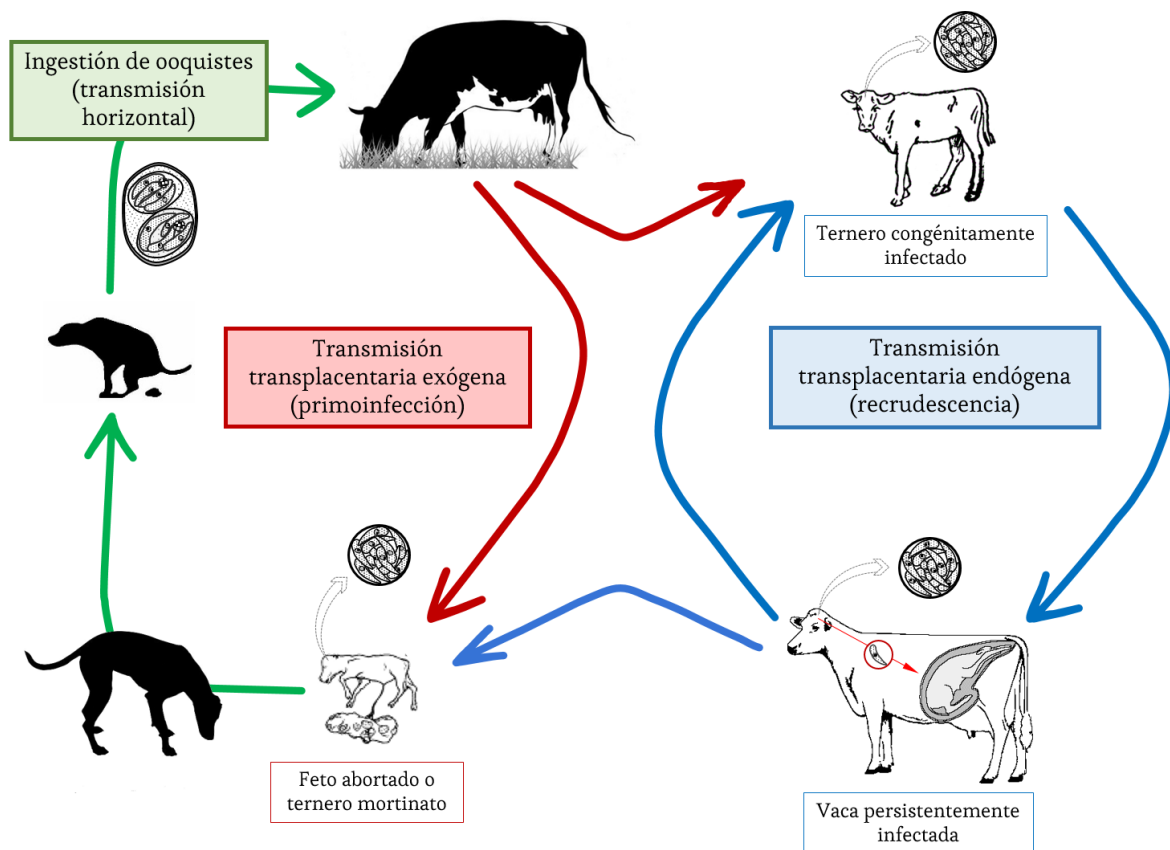 Ingestión de ooquistes
(transmisión
horizontal)
Ternero congénitamente
infectado
Transmisión
transplacentaria exógena
(primoinfección)
Transmisión
transplacentaria endógena
(recrudescencia)
Feto abortado o
ternero mortinato
Vaca persistentemente
infectada